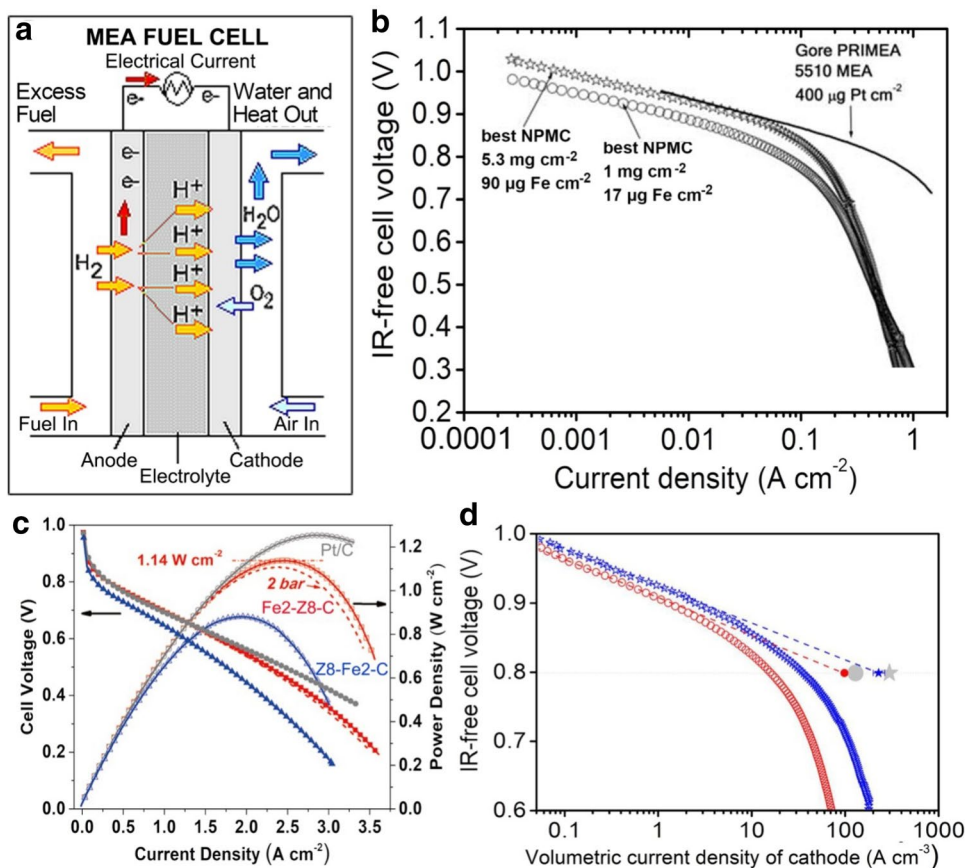 a
MEA FUEL CELL
Electrical Current
Excess
Fuel
Water and
Heat Out
e-
e-
e-
e-
H+
H+
H+
H+
H2
H2O
O2
Fuel In
Air In
Anode
Electrolyte
Cathode
b
1.1
1.0
0.9
0.8
0.7
0.6
0.5
0.4
0.3
0.2
IR-free cell voltage (V)
best NPMC
5.3 mg cm-2
90 µg Fe cm-2
best NPMC
1 mg cm-2
17 µg Fe cm-2
Gore PRIMEA
5510 MEA
400 µg Pt cm-2
0.0001
0.001
0.01
0.1
1
Current density (A cm-2)
c
1.0
0.8
0.6
0.4
0.2
0.0
Cell Voltage (V)
1.14 W cm-2
Pt/C
2 bar
Fe2-Z8-C
Z8-Fe2-C
1.2
1.0
0.8
0.6
0.4
0.2
0.0
Power Density (W cm-2)
0.0 0.5 1.0 1.5 2.0 2.5 3.0 3.5
Current Density (A cm-2)
d
1.0
0.9
0.8
0.7
0.6
IR-free cell voltage (V)
0.1 1 10 100 1000
Volumetric current density of cathode (A cm-3)